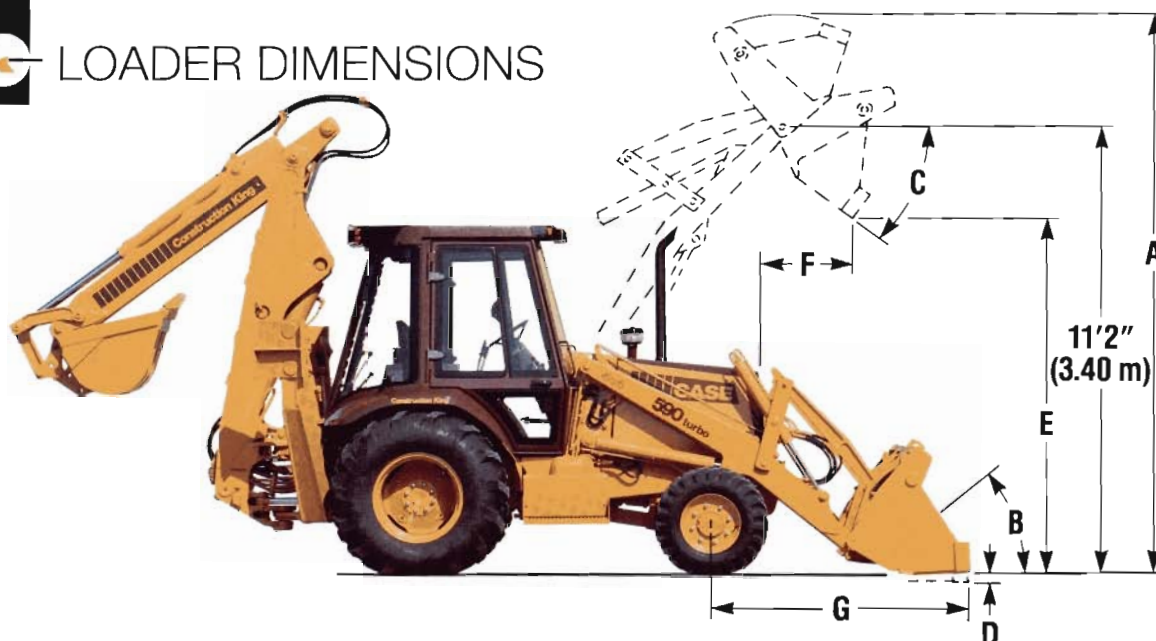 LOADER DIMENSIONS
A
C
F
11'2"
(3.40 m)
E
B
G
D
Construction King
Construction King
CASE
590 turbo